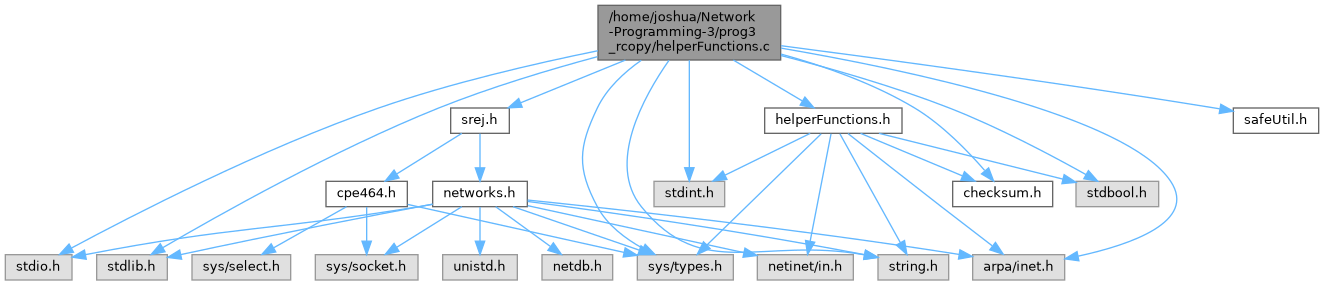 /home/joshua/Network
-Programming-3/prog3
_rcopy/helperFunctions.c
srej.h
helperFunctions.h
safeUtil.h
cpe464.h
networks.h
stdint.h
checksum.h
stdbool.h
stdio.h
stdlib.h
sys/select.h
sys/socket.h
unistd.h
netdb.h
sys/types.h
netinet/in.h
string.h
arpa/inet.h